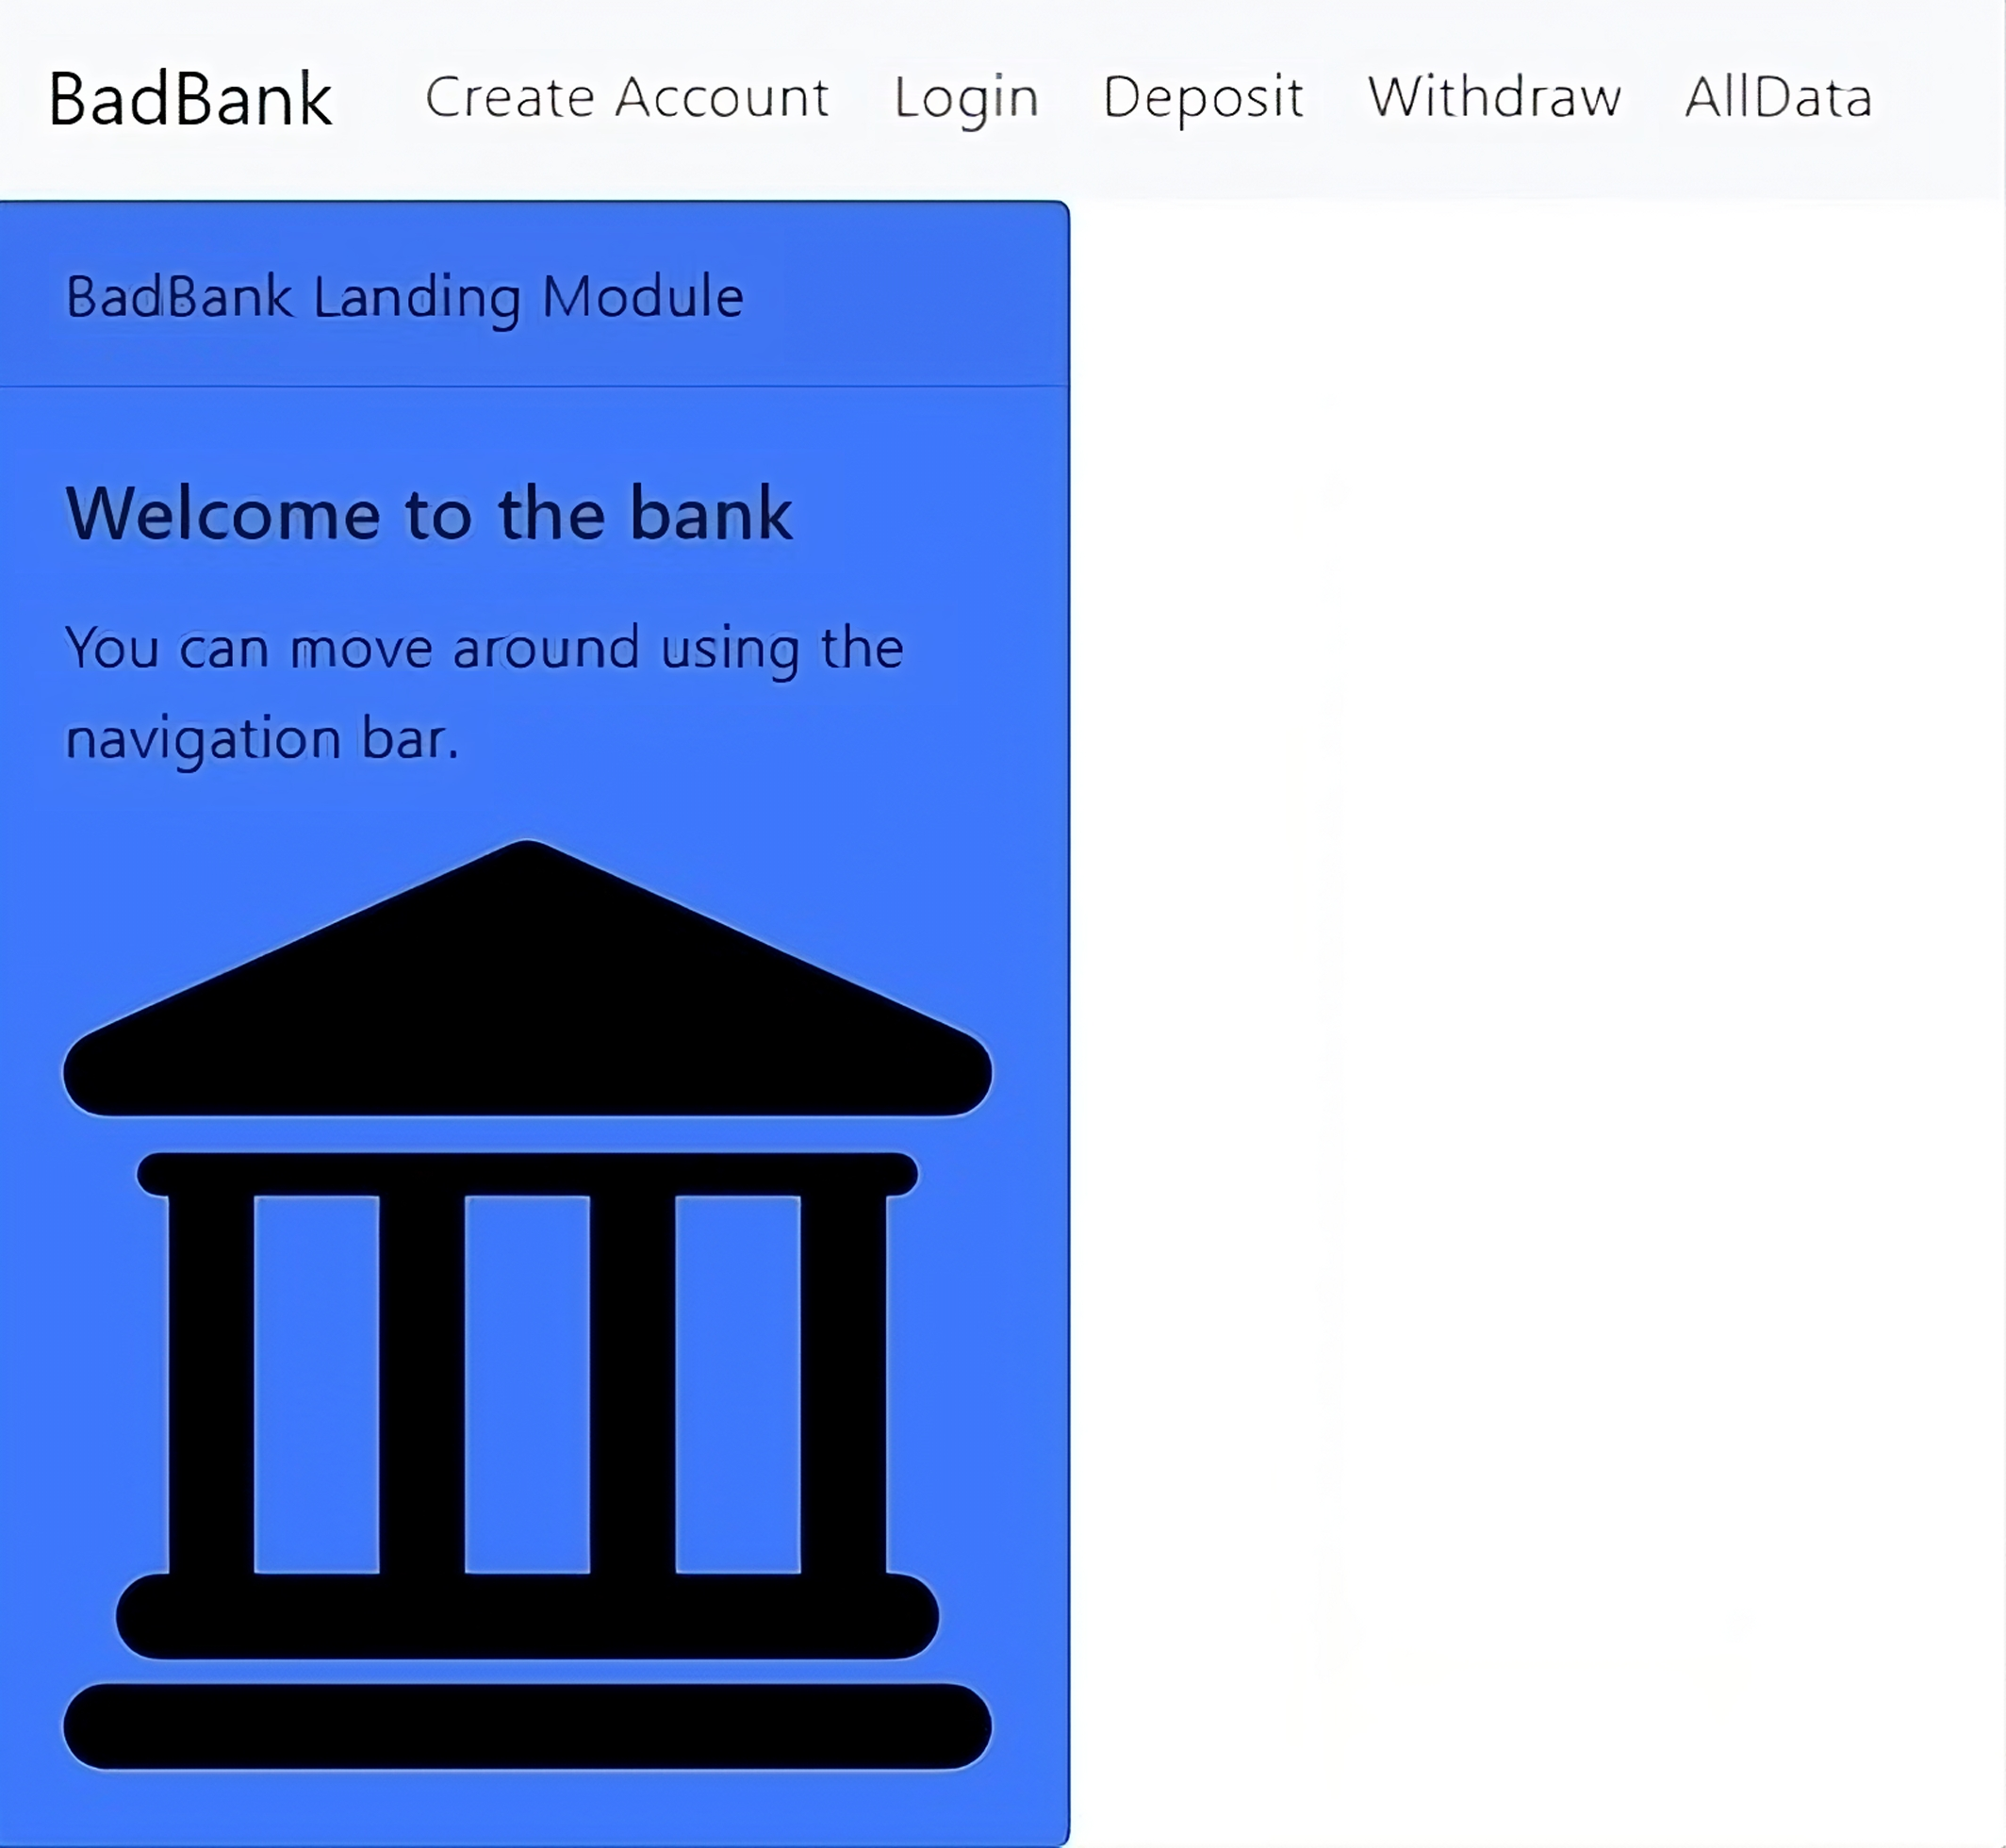 BadBank Create Account Login Deposit Withdraw AllData
BadBank Landing Module
Welcome to the bank
You can move around using the
navigation bar.